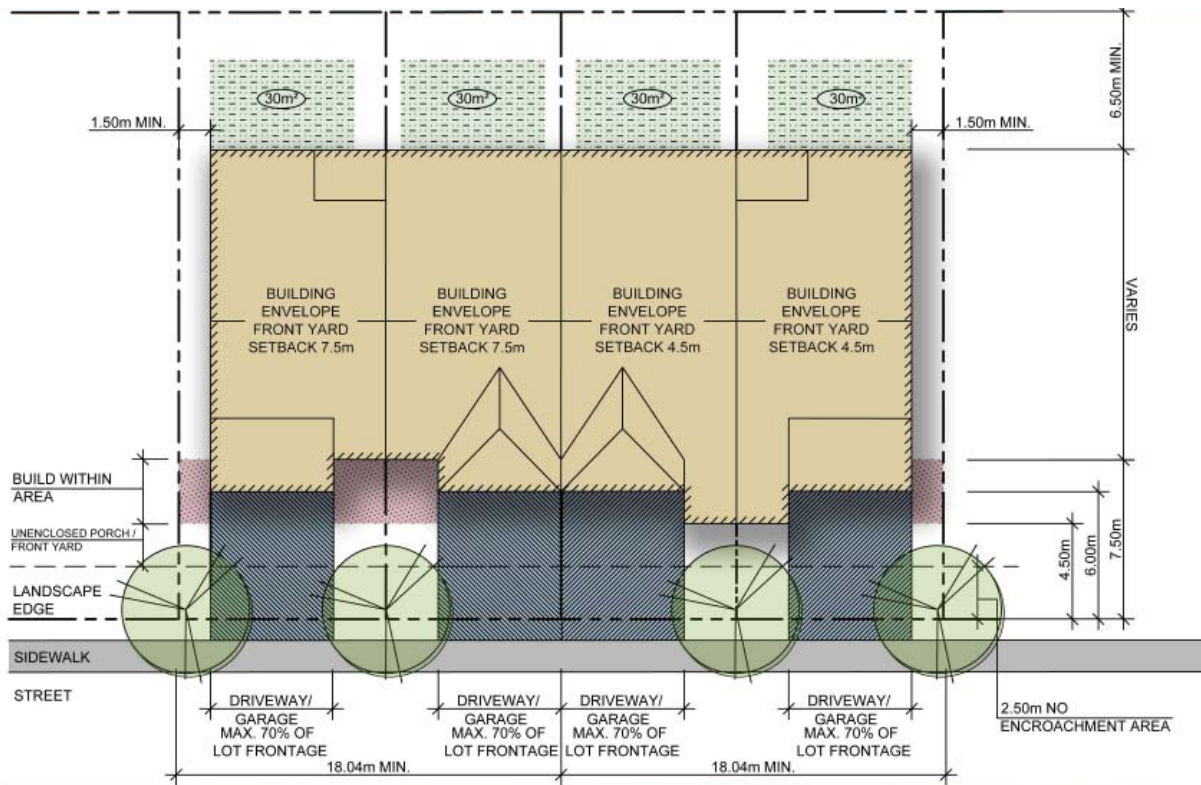 6.50m MIN.
30m²
30m²
30m²
30m²
1.50m MIN.
1.50m MIN.
BUILDING
ENVELOPE
FRONT YARD
SETBACK 7.5m
BUILDING
ENVELOPE
FRONT YARD
SETBACK 7.5m
BUILDING
ENVELOPE
FRONT YARD
SETBACK 4.5m
BUILDING
ENVELOPE
FRONT YARD
SETBACK 4.5m
VARIES
BUILD WITHIN
AREA
UNENCLOSED PORCH /
FRONT YARD
4.50m
6.00m
7.50m
LANDSCAPE
EDGE
SIDEWALK
STREET
DRIVEWAY/
GARAGE
MAX. 70% OF
LOT FRONTAGE
DRIVEWAY/
GARAGE
MAX. 70% OF
LOT FRONTAGE
DRIVEWAY/
GARAGE
MAX. 70% OF
LOT FRONTAGE
DRIVEWAY/
GARAGE
MAX. 70% OF
LOT FRONTAGE
2.50m NO
ENCROACHMENT AREA
18.04m MIN.
18.04m MIN.